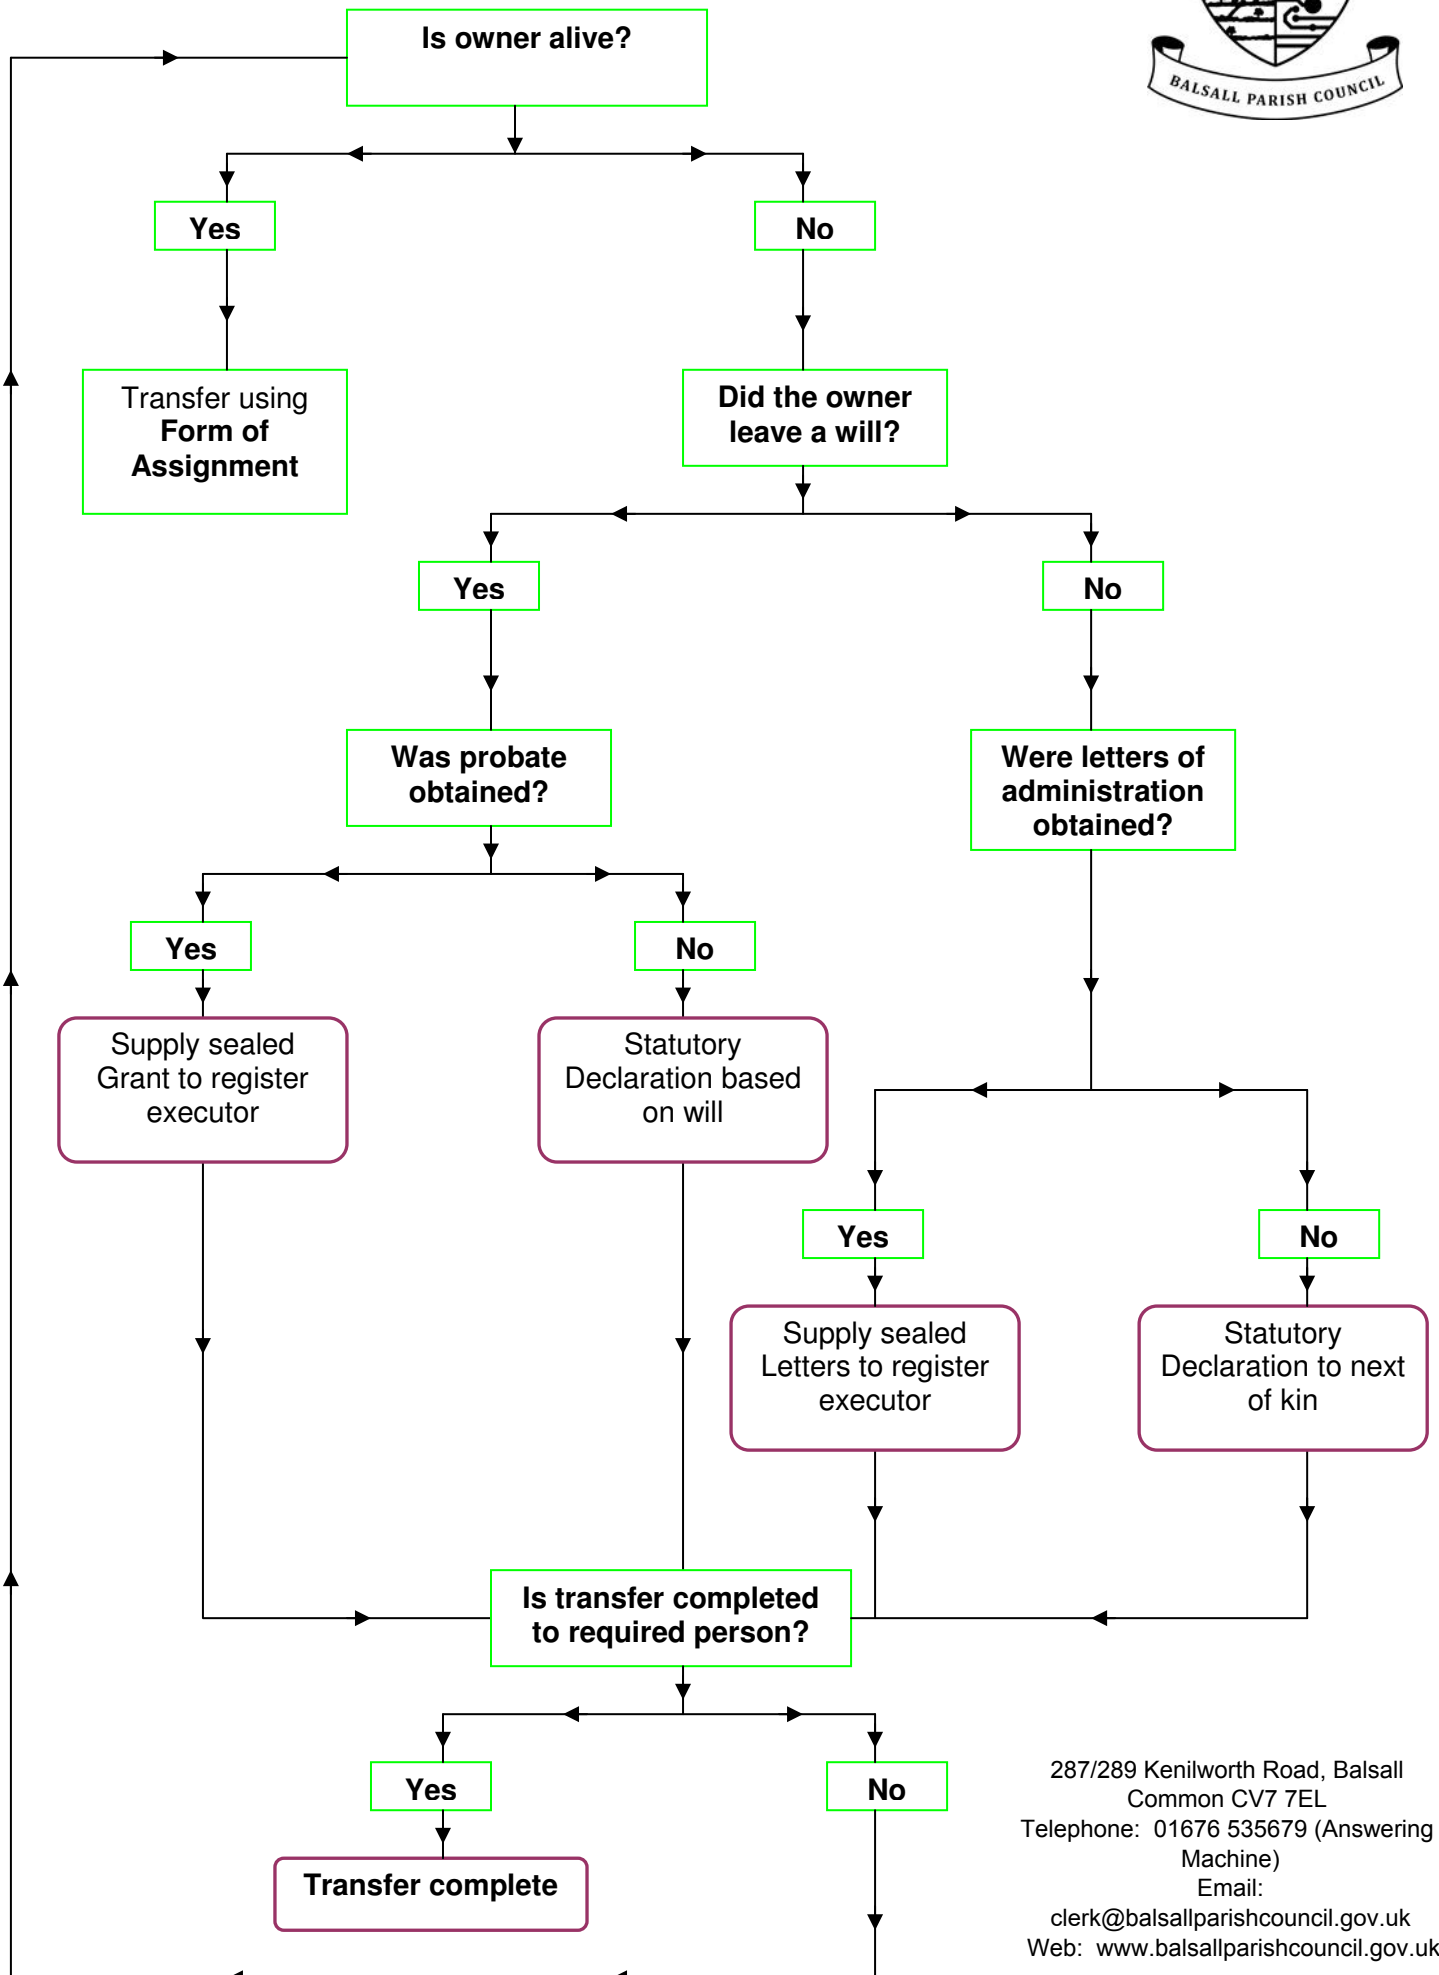 Is owner alive?
BALSALL PARISH COUNCIL
Yes
No
Transfer using
Form of
Assignment
Did the owner
leave a will?
Yes
No
Was probate
obtained?
Were letters of
administration
obtained?
Yes
No
Supply sealed
Grant to register
executor
Statutory
Declaration based
on will
Yes
No
Supply sealed
Letters to register
executor
Statutory
Declaration to next
of kin
Is transfer completed
to required person?
Yes
No
Transfer complete
287/289 Kenilworth Road, Balsall
Common CV7 7EL
Telephone:  01676 535679 (Answering
Machine)
Email:
clerk@balsallparishcouncil.gov.uk
Web:  www.balsallparishcouncil.gov.uk